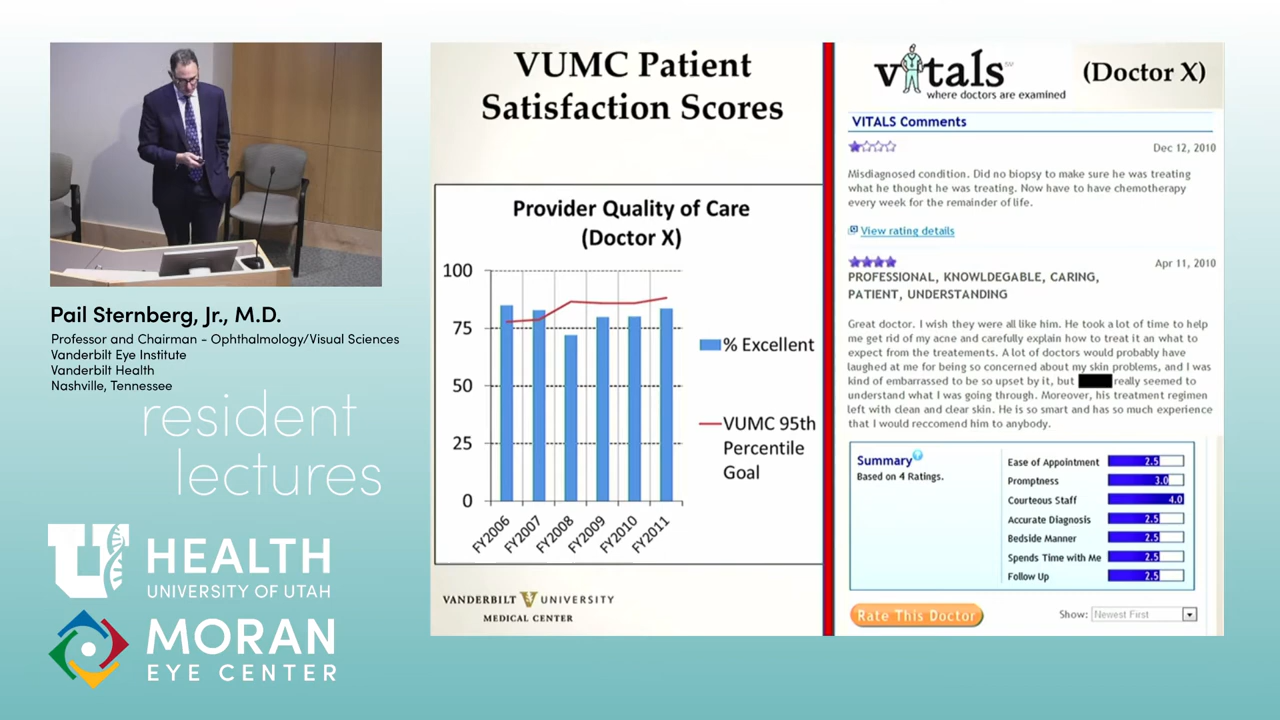 Pail Sternberg, Jr., M.D.
Professor and Chairman - Ophthalmology/Visual Sciences
Vanderbilt Eye Institute
Vanderbilt Health
Nashville, Tennessee
resident
lectures
U HEALTH
UNIVERSITY OF UTAH
MORAN
EYE CENTER
VUMC Patient
Satisfaction Scores
Provider Quality of Care
(Doctor X)
100
75
50
25
0
FY2006
FY2007
FY2008
FY2009
FY2010
FY2011
% Excellent
VUMC 95th
Percentile
Goal
VANDERBILT V UNIVERSITY
MEDICAL CENTER
vitals
where doctors are examined
(Doctor X)
VITALS Comments
Dec 12, 2010
Misdiagnosed condition. Did no biopsy to make sure he was treating
what he thought he was treating. Now have to have chemotherapy
every week for the remainder of life.
View rating details
Apr 11, 2010
PROFESSIONAL, KNOWLDEGABLE, CARING,
PATIENT, UNDERSTANDING
Great doctor. I wish they were all like him. He took a lot of time to help
me get rid of my acne and carefully explain how to treat it an what to
expect from the treatements. A lot of doctors would probably have
laughed at me for being so concerned about my skin problems, and I was
kind of embarrassed to be so upset by it, but really seemed to
understand what I was going through. Moreover, his treatment regimen
left with clean and clear skin. He is so smart and has so much experience
that I would reccomend him to anybody.
Summary ?
Based on 4 Ratings.
Ease of Appointment 2.5
Promptness 3.0
Courteous Staff 4.0
Accurate Diagnosis 2.5
Bedside Manner 2.5
Spends Time with Me 2.5
Follow Up 2.5
Rate This Doctor
Show: Newest First